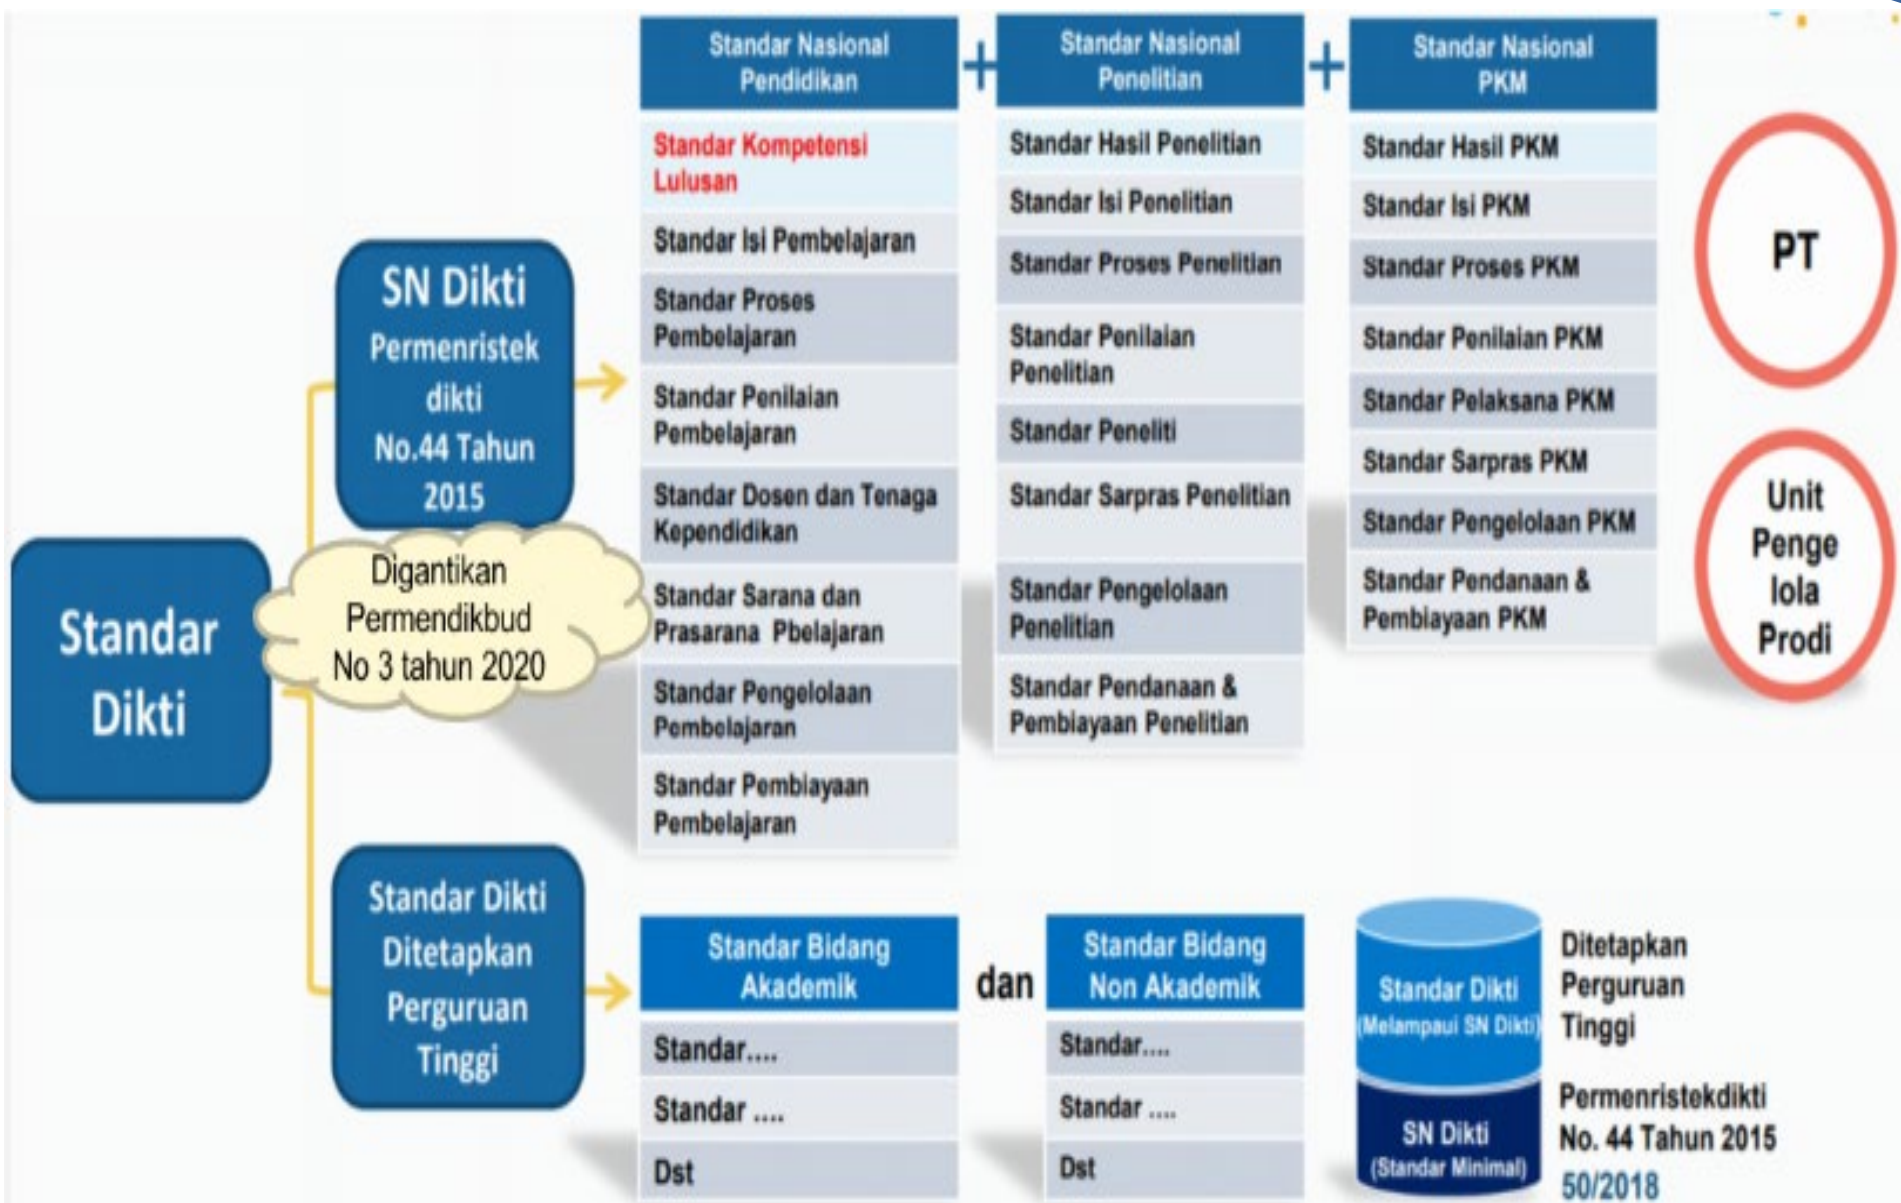 Standar
Dikti
SN Dikti
Permenristek
dikti
No.44 Tahun
2015
Digantikan
Permendikbud
No 3 tahun 2020
Standar Dikti
Ditetapkan
Perguruan
Tinggi
Standar Nasional
Pendidikan
Standar Kompetensi
Lulusan
Standar Isi Pembelajaran
Standar Proses
Pembelajaran
Standar Penilaian
Pembelajaran
Standar Dosen dan Tenaga
Kependidikan
Standar Sarana dan
Prasarana Pbelajaran
Standar Pengelolaan
Pembelajaran
Standar Pembiayaan
Pembelajaran
+
Standar Nasional
Penelitian
Standar Hasil Penelitian
Standar Isi Penelitian
Standar Proses Penelitian
Standar Penilaian
Penelitian
Standar Peneliti
Standar Sarpras Penelitian
Standar Pengelolaan
Penelitian
Standar Pendanaan &
Pembiayaan Penelitian
+
Standar Nasional
PKM
Standar Hasil PKM
Standar Isi PKM
Standar Proses PKM
Standar Penilaian PKM
Standar Pelaksana PKM
Standar Sarpras PKM
Standar Pengelolaan PKM
Standar Pendanaan &
Pembiayaan PKM
PT
Unit
Penge
lola
Prodi
Standar Bidang
Akademik
Standar....
Standar ....
Dst
dan
Standar Bidang
Non Akademik
Standar....
Standar ....
Dst
Standar Dikti
(Melampaui SN Dikti)
SN Dikti
(Standar Minimal)
Ditetapkan
Perguruan
Tinggi
Permenristekdikti
No. 44 Tahun 2015
50/2018